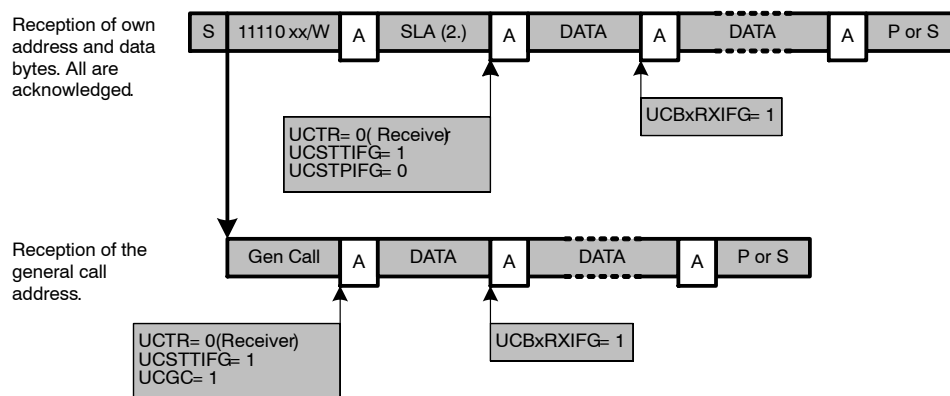 Reception of own
address and data
bytes. All are
acknowledged.
S 11110 xx/W A SLA (2.) A DATA A DATA A P or S
UCBxRXIFG= 1
UCTR= 0( Receiver)
UCSTTIFG= 1
UCSTPIFG= 0
Reception of the
general call
address.
Gen Call A DATA A DATA A P or S
UCTR= 0(Receiver)
UCSTTIFG= 1
UCGC= 1
UCBxRXIFG= 1